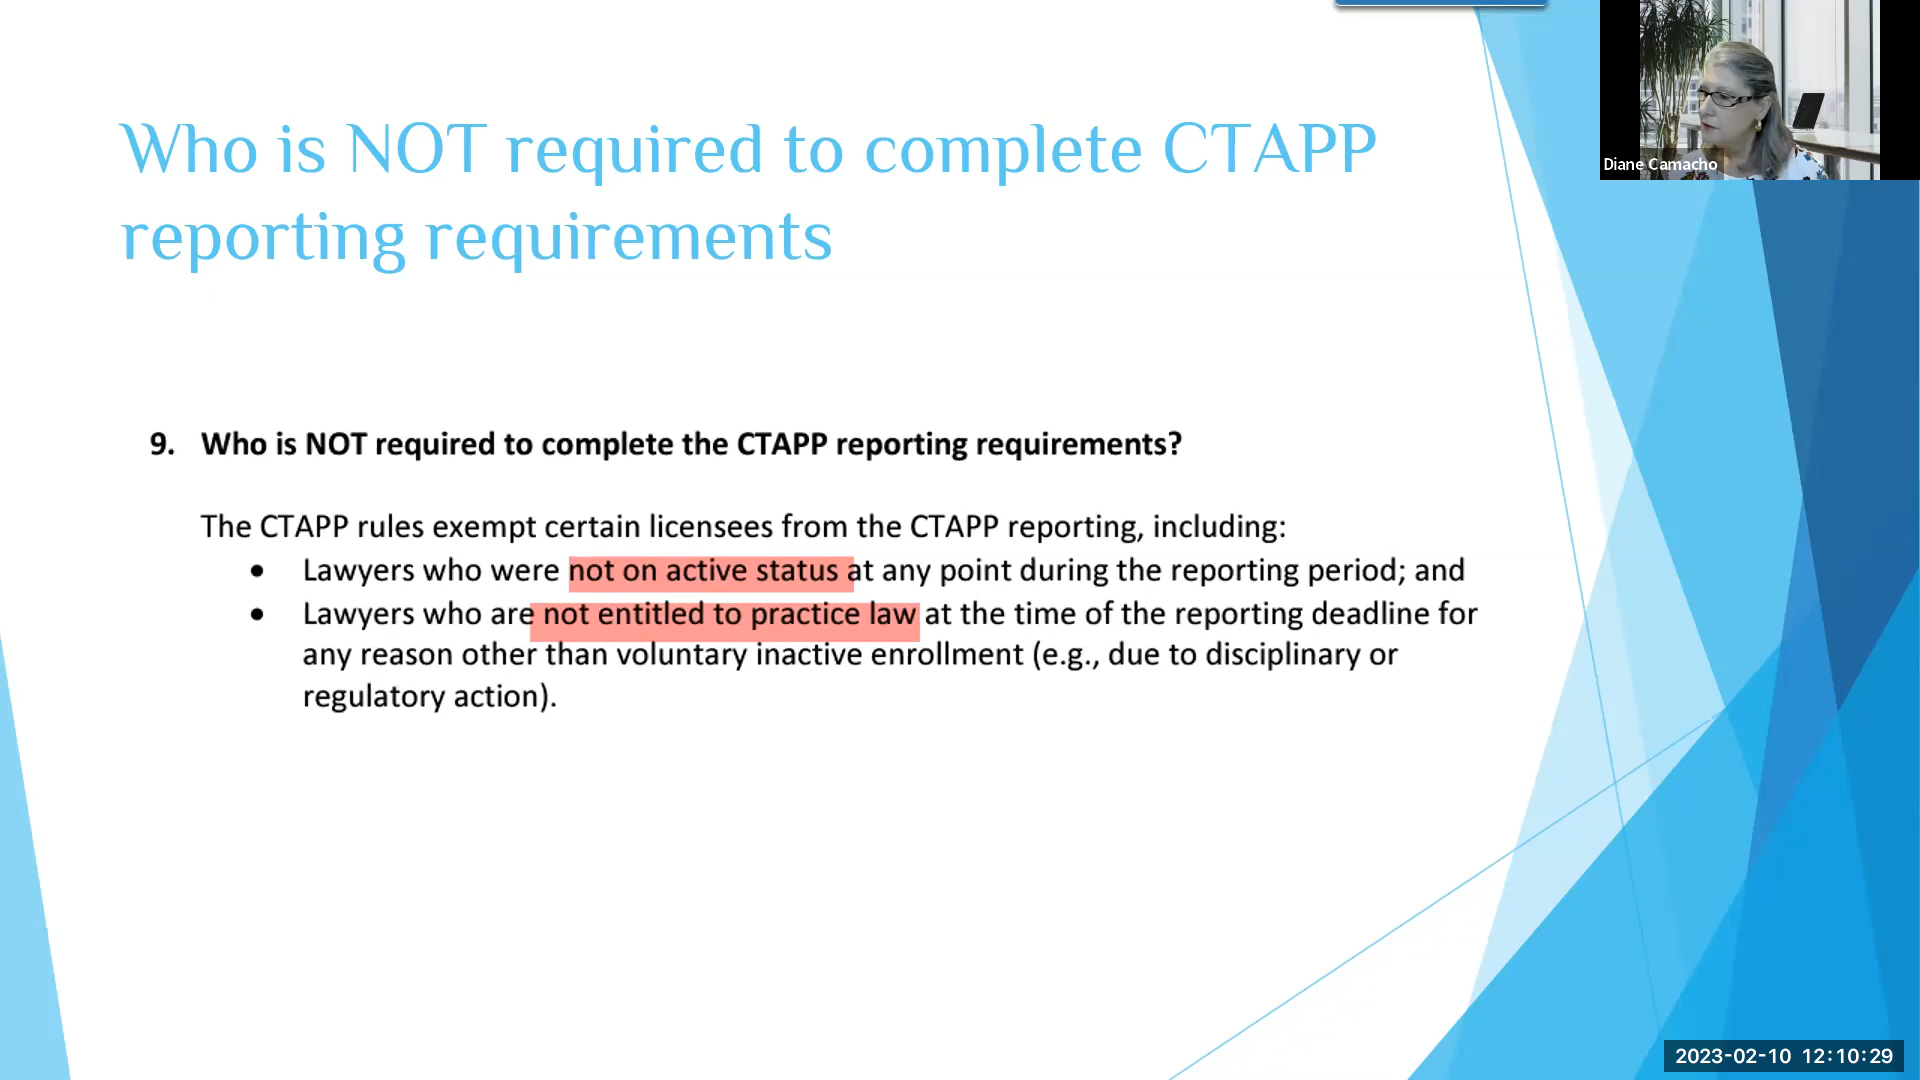 Who is NOT required to complete CTAPP
reporting requirements
Diane Camacho
9. Who is NOT required to complete the CTAPP reporting requirements?
The CTAPP rules exempt certain licensees from the CTAPP reporting, including:
• Lawyers who were not on active status at any point during the reporting period; and
• Lawyers who are not entitled to practice law at the time of the reporting deadline for
any reason other than voluntary inactive enrollment (e.g., due to disciplinary or
regulatory action).
2023-02-10 12:10:29